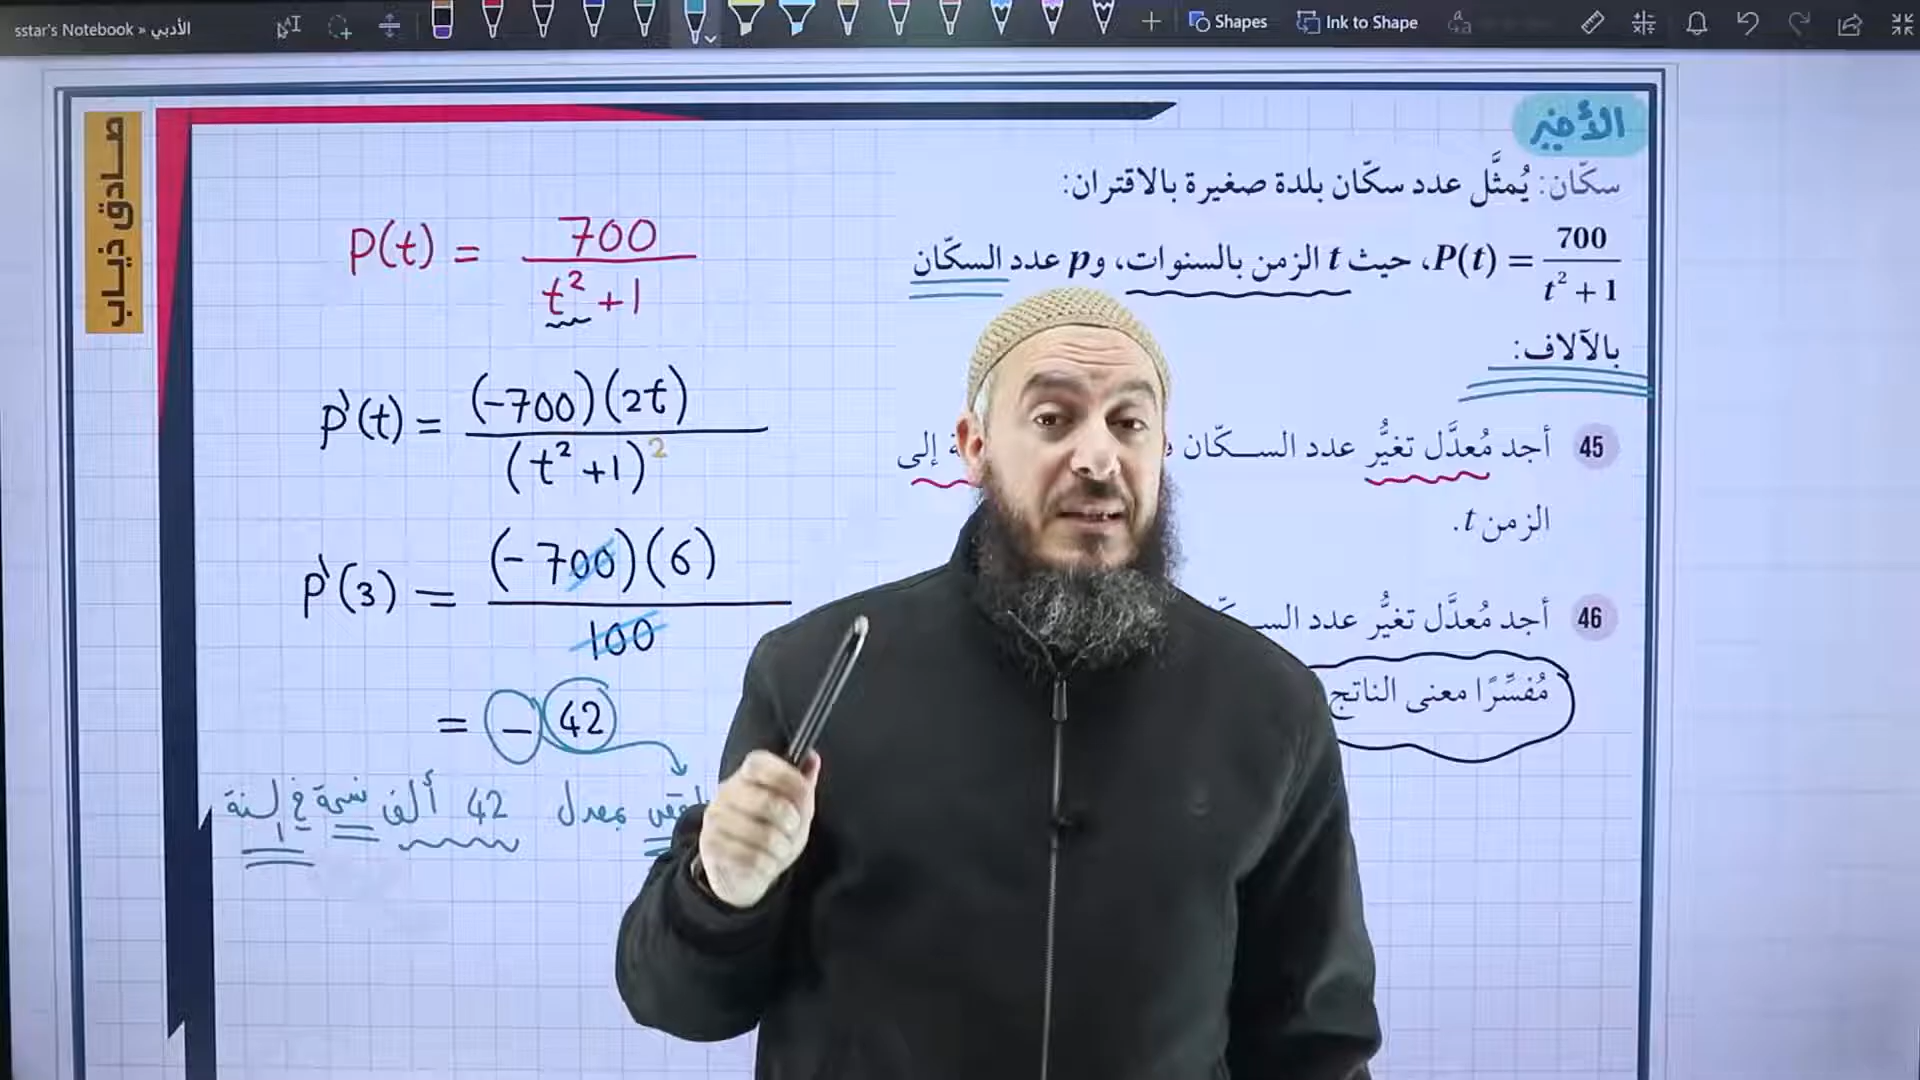 sstar's Notebook » الأدبي
Shapes
Ink to Shape
صادق ذياب
الأخير
سكّان: يُمثَّل عدد سكّان بلدة صغيرة بالاقتران:
P(t) = 700 / t² + 1، حيث t الزمن بالسنوات، وp عدد السكّان
بالآلاف:
45 أجد مُعدَّل تغيُّر عدد السكّان إلى
الزمن t.
46 أجد مُعدَّل تغيُّر عدد
مُفسِّرًا معنى الناتج
P(t) = 700 / t² + 1
P'(t) = (-700)(2t) / (t² + 1)²
P'(3) = (-700)(6) / 100
= - 42
بمعدل 42 ألف نسمة في السنة